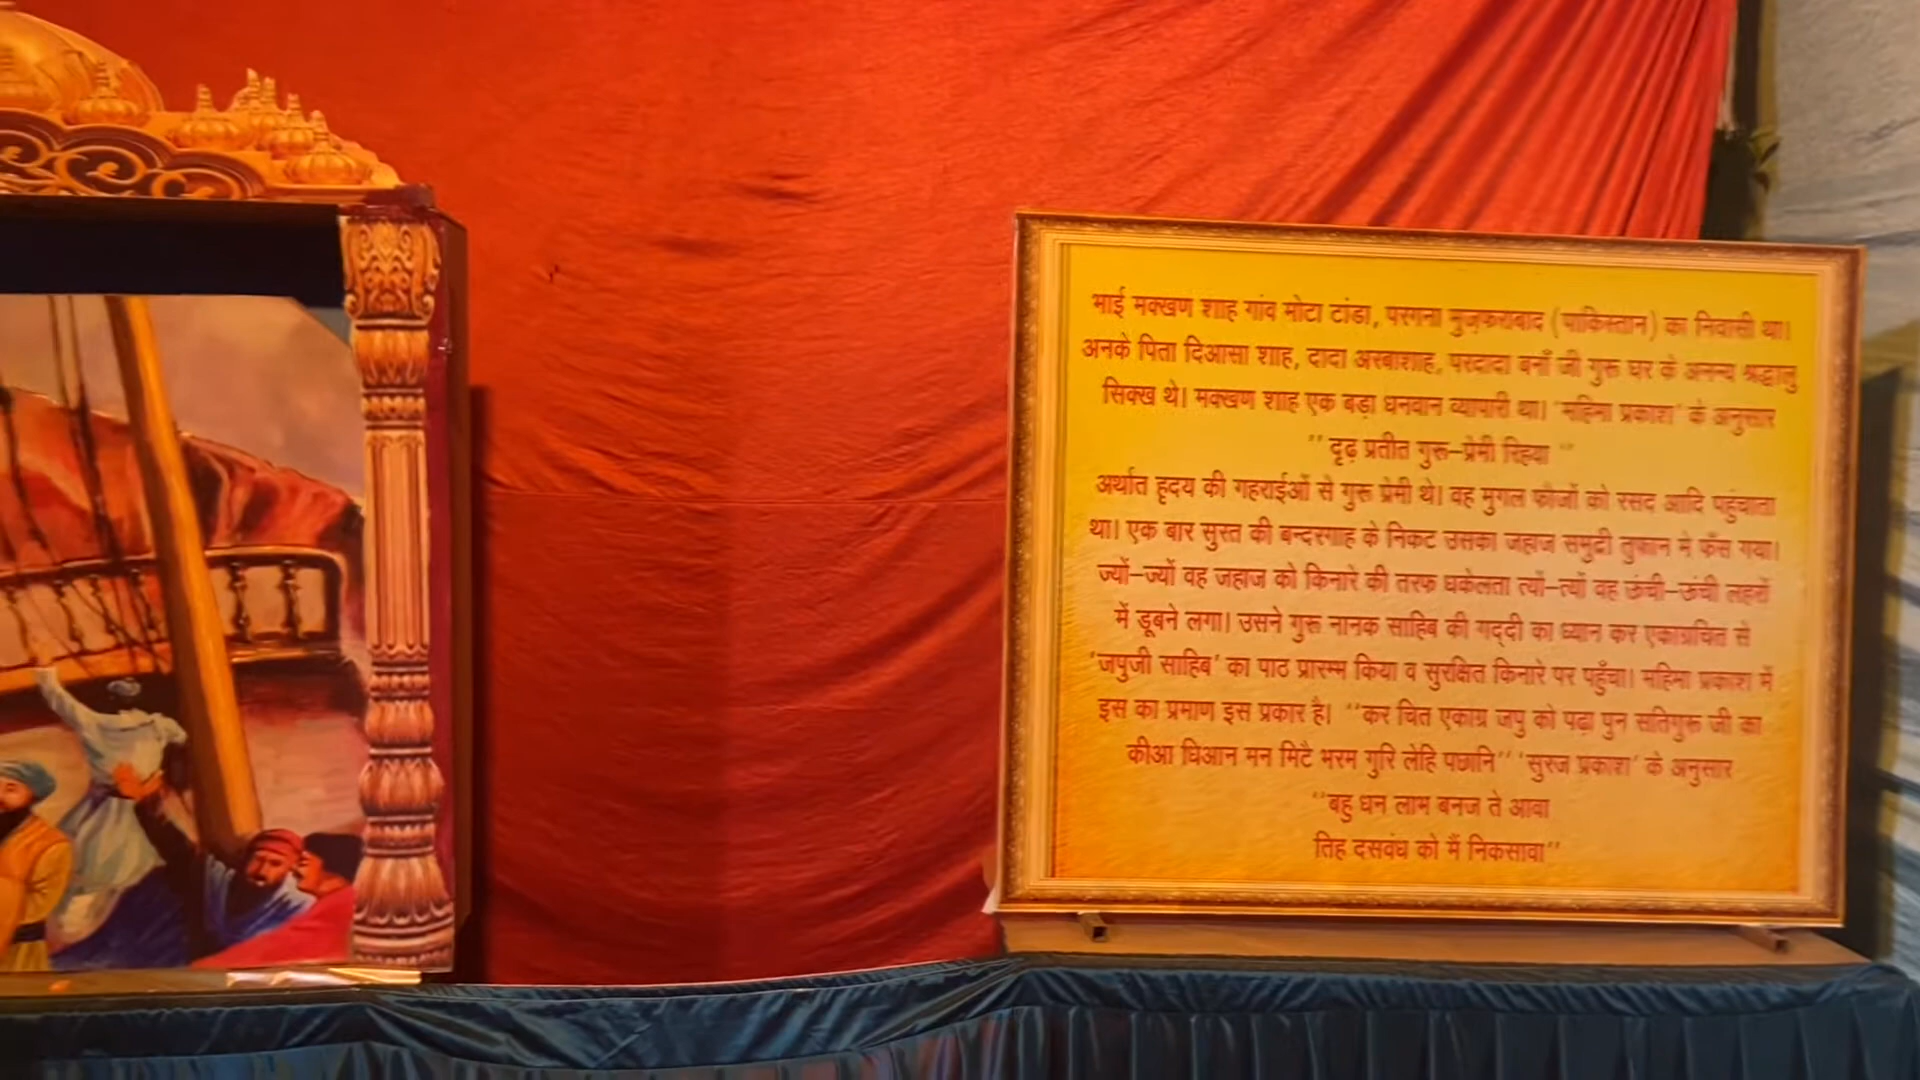 भाई मक्खण शाह गांव मोटा टांडा, परगना मुज़फराबाद (पाकिस्तान) का निवासी था।
अनके पिता दिआसा शाह, दादा अरबाशाह, परदादा बनाँ जी गुरू घर के अनन्य श्रद्धालु
सिक्ख थे। मक्खण शाह एक बड़ा धनवान व्यापारी था। 'महिमा प्रकाश' के अनुसार
'' दृढ़ प्रतीत गुरू–प्रेमी रिहया ''
अर्थात हृदय की गहराईओं से गुरू प्रेमी थे। वह मुगल फौजों को रसद आदि पहुंचाता
था। एक बार सुरत की बन्दरगाह के निकट उसका जहाज समुद्री तुफान मे फँस गया।
ज्यों–ज्यों वह जहाज को किनारे की तरफ धकेलता त्यों–त्यों वह ऊंची–ऊंची लहरों
में डूबने लगा। उसने गुरू नानक साहिब की गद्दी का ध्यान कर एकाग्रचित से
'जपुजी साहिब' का पाठ प्रारम्भ किया व सुरक्षित किनारे पर पहुँचा। महिमा प्रकाश में
इस का प्रमाण इस प्रकार है। ''कर चित एकाग्र जपु को पढ़ा पुन सतिगुरू जी का
कीआ धिआन मन मिटै भरम गुरि लेहि पछानि'' 'सुरज प्रकाश' के अनुसार
''बहु धन लाभ बनज ते आवा
तिह दसवंध को मैं निकसावा''